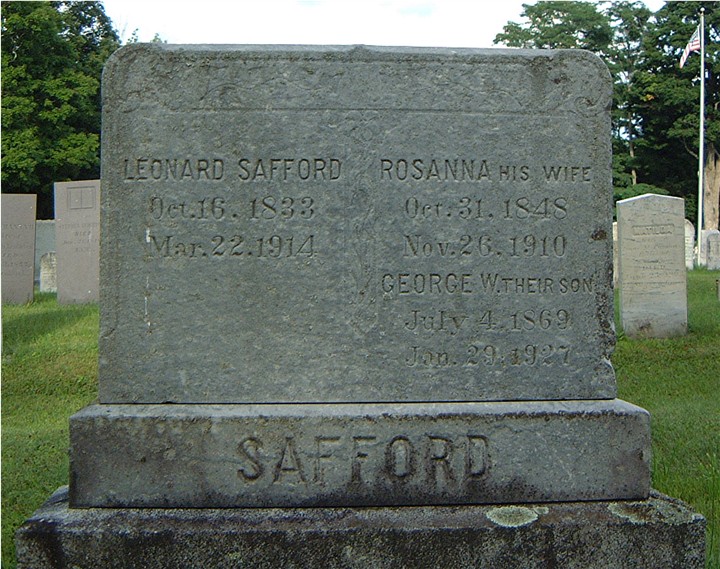 LEONARD SAFFORD
Oct. 16. 1833
Mar. 22. 1914
ROSANNA HIS WIFE
Oct. 31. 1848
Nov. 26. 1910
GEORGE W. THEIR SON
July 4. 1869
Jan. 29. 1927
SAFFORD